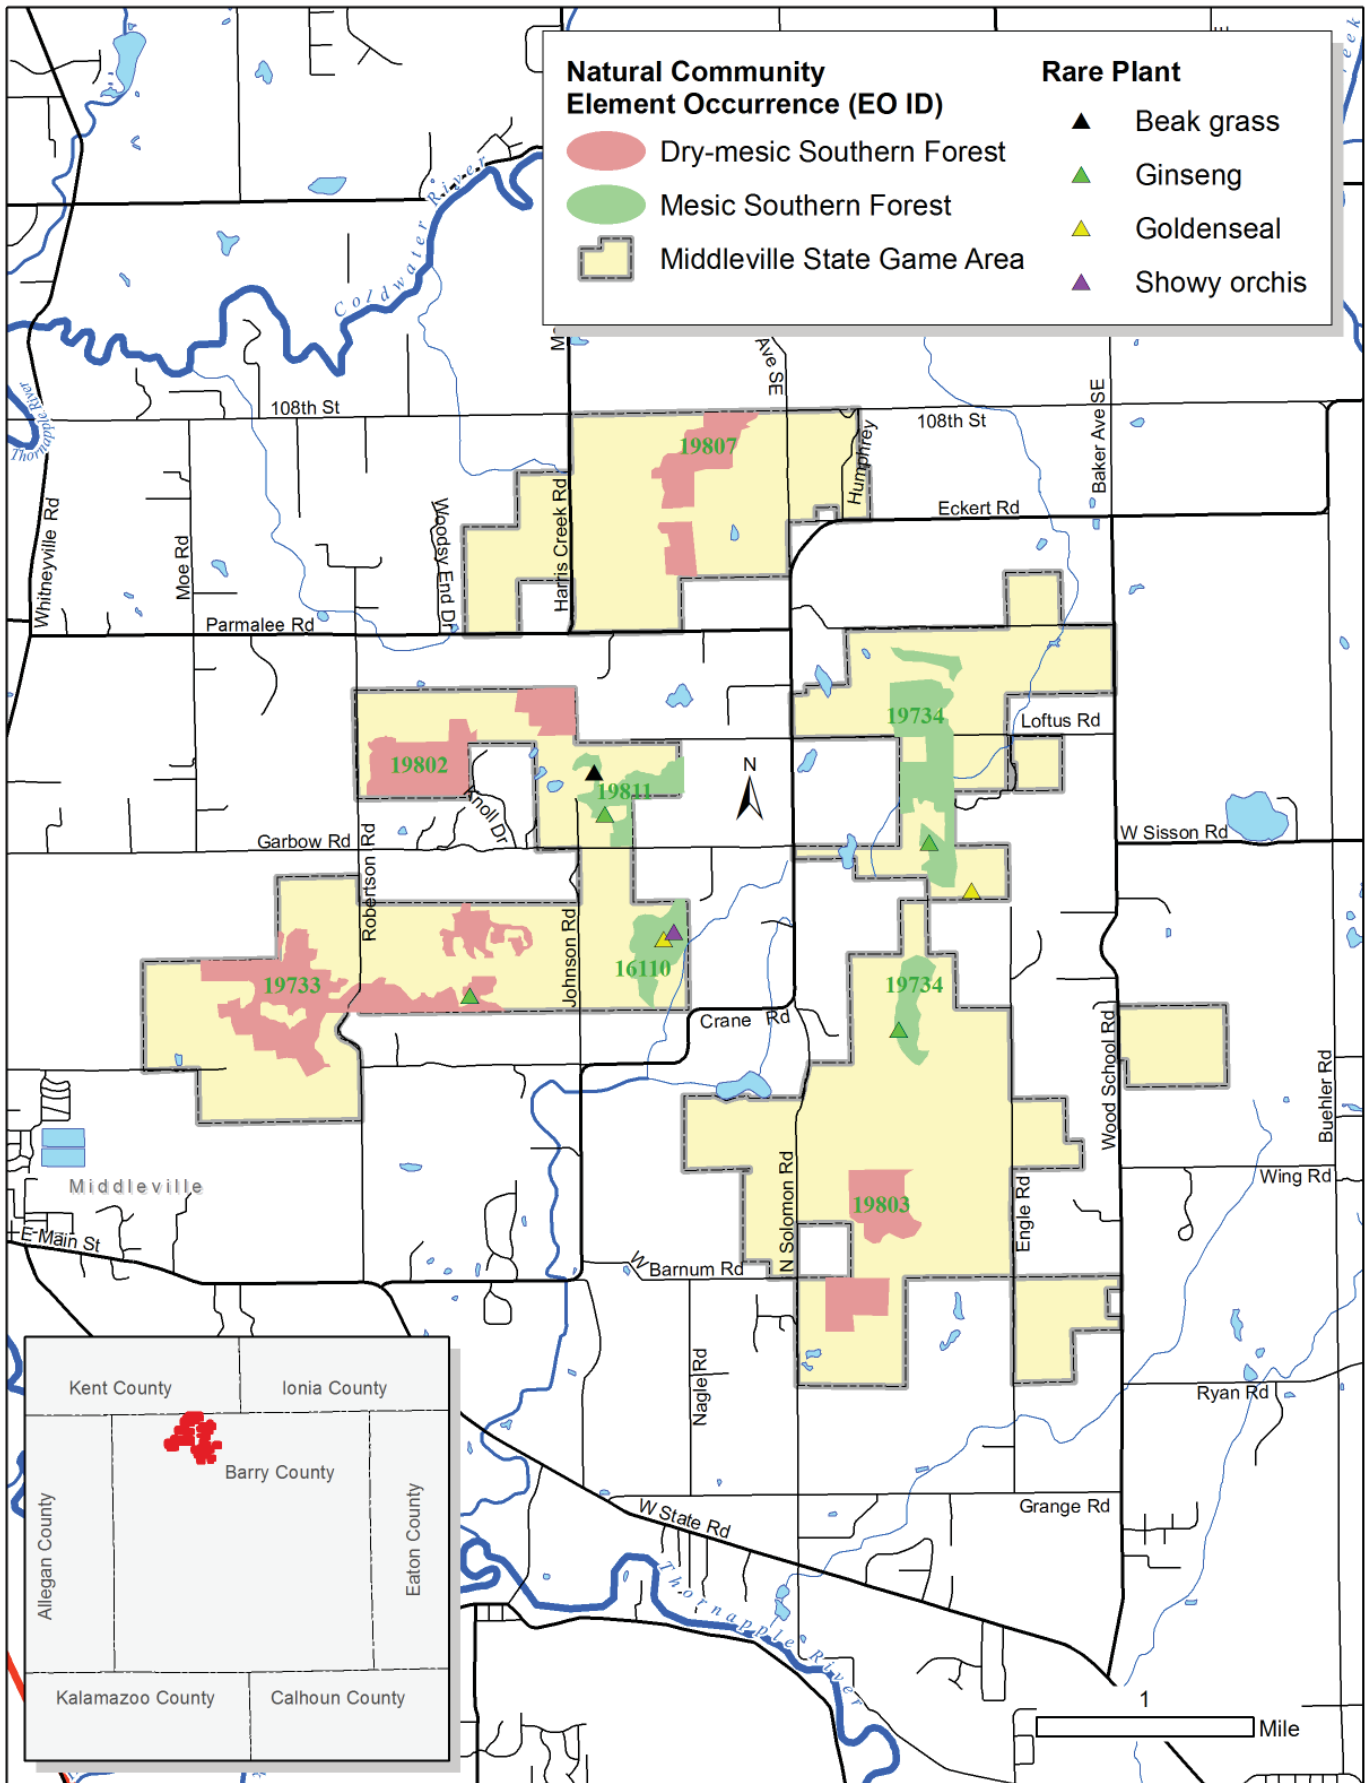 Natural Community
Element Occurrence (EO ID)
Dry-mesic Southern Forest
Mesic Southern Forest
Middleville State Game Area
Rare Plant
Beak grass
Ginseng
Goldenseal
Showy orchis
Coldwater River
Thornapple River
108th St
Ave SE
Baker Ave SE
108th St
Humphrey
19807
Eckert Rd
Whitneyville Rd
Moe Rd
Woodsy End Dr
Harris Creek Rd
Parmalee Rd
19734
Loftus Rd
19802
19811
N
Knoll Dr
Garbow Rd
Robertson Rd
W Sisson Rd
Johnson Rd
16110
19733
19734
Crane Rd
Wood School Rd
Buehler Rd
Middleville
E Main St
N Solomon Rd
19803
Engle Rd
Wing Rd
W Barnum Rd
Nagle Rd
Ryan Rd
Grange Rd
W State Rd
Thornapple River
Kent County
Ionia County
Barry County
Allegan County
Eaton County
Kalamazoo County
Calhoun County
1
Mile